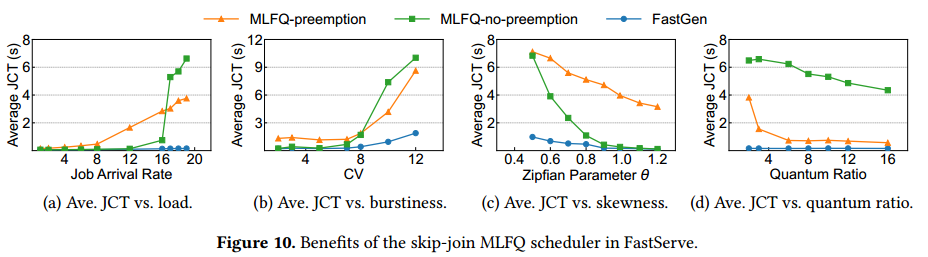 MLFQ-preemption MLFQ-no-preemption FastGen
Average JCT (s)
8
6
4
2
4 8 12 16 20
Job Arrival Rate
(a) Ave. JCT vs. load.
Average JCT (s)
12
9
6
3
4 8 12
CV
(b) Ave. JCT vs. burstiness.
Average JCT (s)
8
6
4
2
0.4 0.6 0.8 1.0 1.2
Zipfian Parameter θ
(c) Ave. JCT vs. skewness.
Average JCT (s)
8
6
4
2
4 8 12 16
Quantum Ratio
(d) Ave. JCT vs. quantum ratio.
Figure 10. Benefits of the skip-join MLFQ scheduler in FastServe.